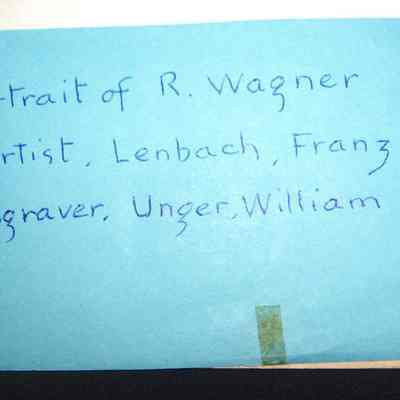 -trait of R. Wagner
rtist, Lenbach, Franz
graver, Unger, William